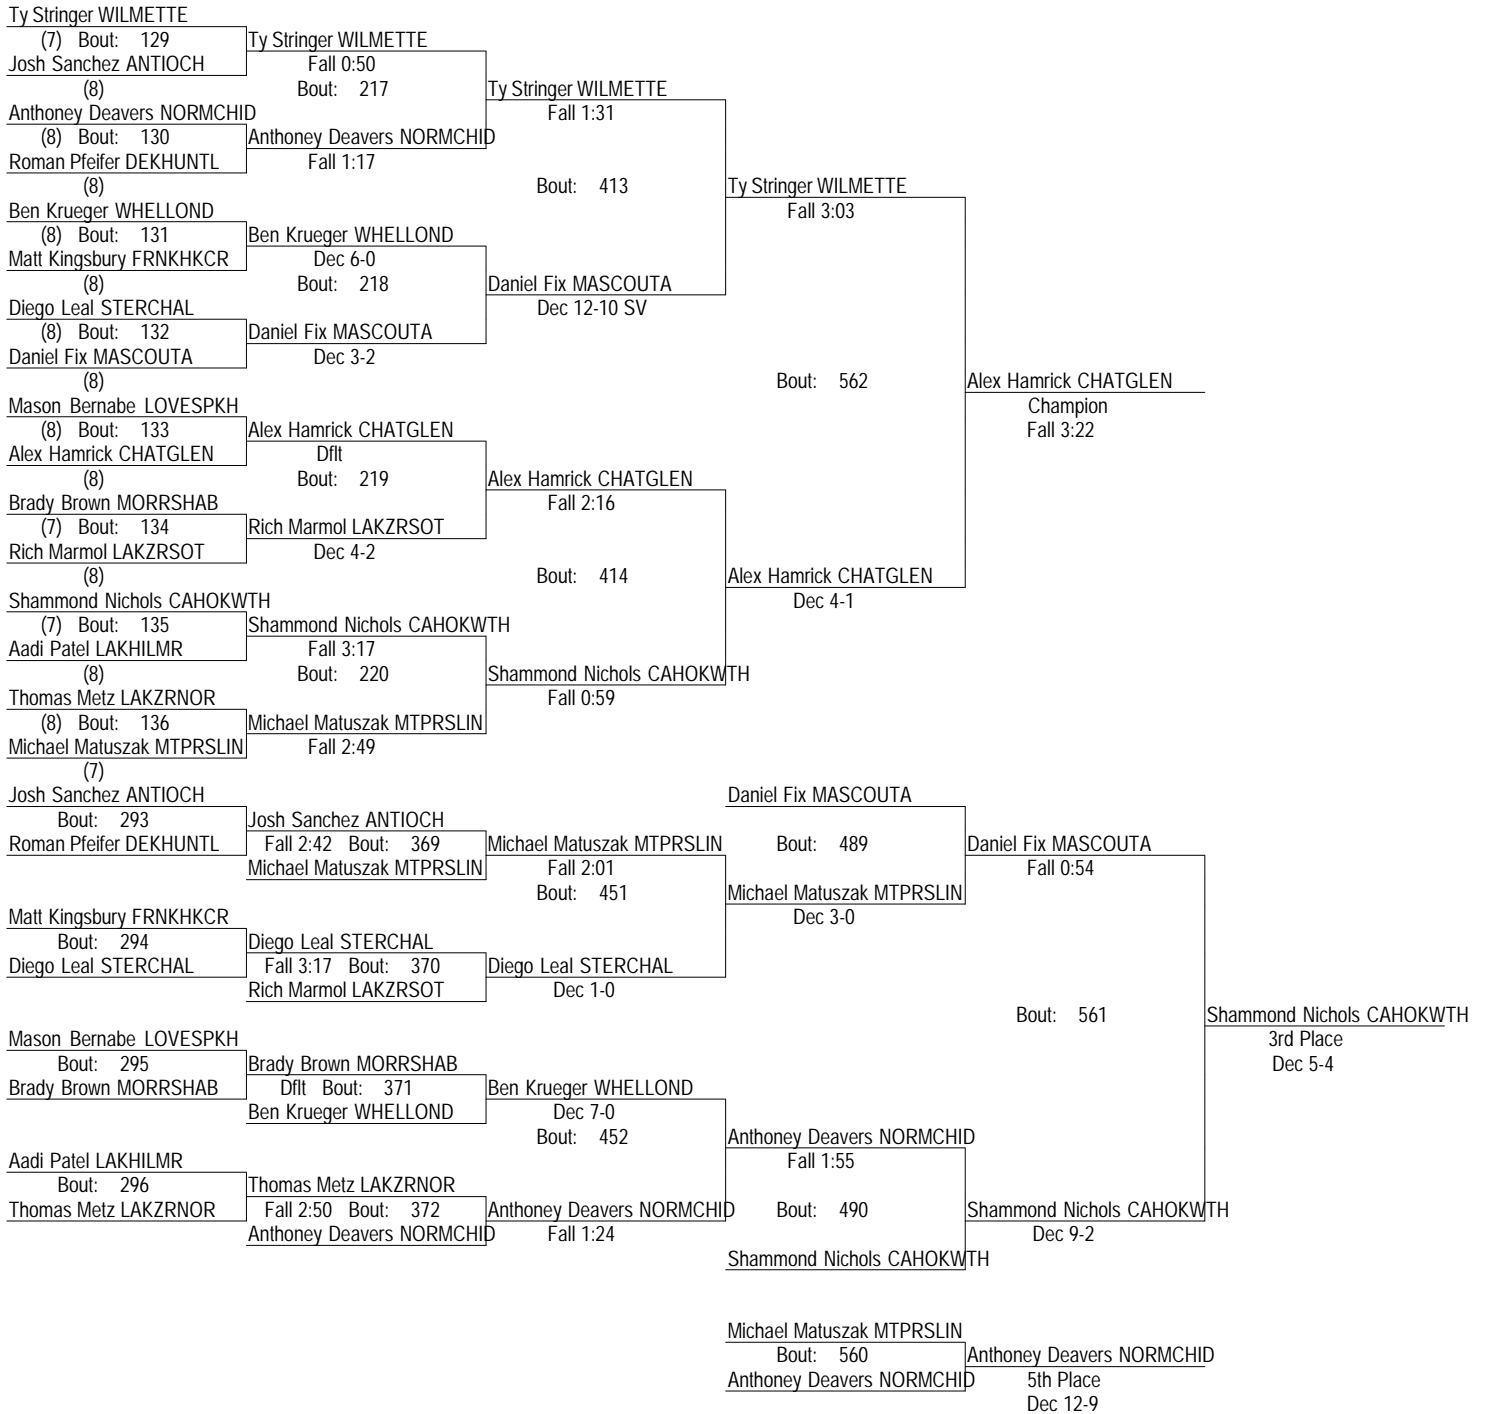 Ty Stringer WILMETTE
(7) Bout: 129 Ty Stringer WILMETTE
Josh Sanchez ANTIOCH Fall 0:50
(8) Bout: 217 Ty Stringer WILMETTE
Anthoney Deavers NORMCHID Fall 1:31
(8) Bout: 130 Anthoney Deavers NORMCHID
Roman Pfeifer DEKHUNTL Fall 1:17
(8) Bout: 413 Ty Stringer WILMETTE
Ben Krueger WHELLOND Fall 3:03
(8) Bout: 131 Ben Krueger WHELLOND
Matt Kingsbury FRNKHKCR Dec 6-0
(8) Bout: 218 Daniel Fix MASCOUTA
Diego Leal STERCHAL Dec 12-10 SV
(8) Bout: 132 Daniel Fix MASCOUTA
Daniel Fix MASCOUTA Dec 3-2
(8) Bout: 562 Alex Hamrick CHATGLEN
Mason Bernabe LOVESPKH Champion
(8) Bout: 133 Alex Hamrick CHATGLEN Fall 3:22
Alex Hamrick CHATGLEN Dflt
(8) Bout: 219 Alex Hamrick CHATGLEN
Brady Brown MORRSHAB Fall 2:16
(7) Bout: 134 Rich Marmol LAKZRSOT
Rich Marmol LAKZRSOT Dec 4-2
(8) Bout: 414 Alex Hamrick CHATGLEN
Shammond Nichols CAHOKWTH Dec 4-1
(7) Bout: 135 Shammond Nichols CAHOKWTH
Aadi Patel LAKHILMR Fall 3:17
(8) Bout: 220 Shammond Nichols CAHOKWTH
Thomas Metz LAKZRNOR Fall 0:59
(8) Bout: 136 Michael Matuszak MTPRSLIN
Michael Matuszak MTPRSLIN Fall 2:49
(7)
Josh Sanchez ANTIOCH Daniel Fix MASCOUTA
Bout: 293 Josh Sanchez ANTIOCH
Roman Pfeifer DEKHUNTL Fall 2:42 Bout: 369 Michael Matuszak MTPRSLIN Bout: 489 Daniel Fix MASCOUTA
Michael Matuszak MTPRSLIN Fall 2:01 Fall 0:54
Bout: 451 Michael Matuszak MTPRSLIN
Matt Kingsbury FRNKHKCR Dec 3-0
Bout: 294 Diego Leal STERCHAL
Diego Leal STERCHAL Fall 3:17 Bout: 370 Diego Leal STERCHAL
Rich Marmol LAKZRSOT Dec 1-0
Bout: 561 Shammond Nichols CAHOKWTH
Mason Bernabe LOVESPKH 3rd Place
Bout: 295 Brady Brown MORRSHAB Dec 5-4
Brady Brown MORRSHAB Dflt Bout: 371 Ben Krueger WHELLOND
Ben Krueger WHELLOND Dec 7-0
Bout: 452 Anthoney Deavers NORMCHID
Aadi Patel LAKHILMR Fall 1:55
Bout: 296 Thomas Metz LAKZRNOR
Thomas Metz LAKZRNOR Fall 2:50 Bout: 372 Anthoney Deavers NORMCHID Bout: 490 Shammond Nichols CAHOKWTH
Anthoney Deavers NORMCHID Fall 1:24 Dec 9-2
Shammond Nichols CAHOKWTH
Michael Matuszak MTPRSLIN
Bout: 560 Anthoney Deavers NORMCHID
Anthoney Deavers NORMCHID 5th Place
Dec 12-9